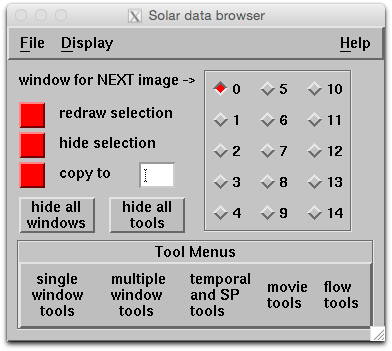 Solar data browser
File Display Help
window for NEXT image ->
redraw selection
hide selection
copy to
0 5 10
1 6 11
2 7 12
3 8 13
4 9 14
hide all
windows
hide all
tools
Tool Menus
single
window
tools
multiple
window
tools
temporal
and SP
tools
movie
tools
flow
tools